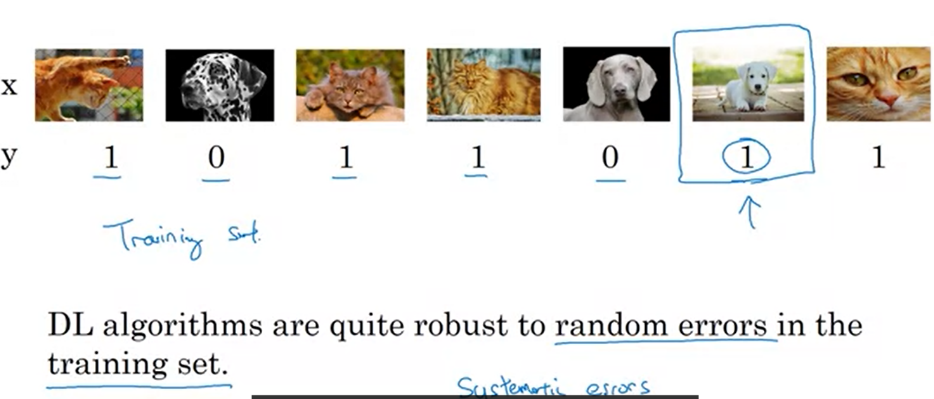 x
y 1 0 1 1 0 1 1
Training set.
DL algorithms are quite robust to random errors in the
training set.
Systematic errors